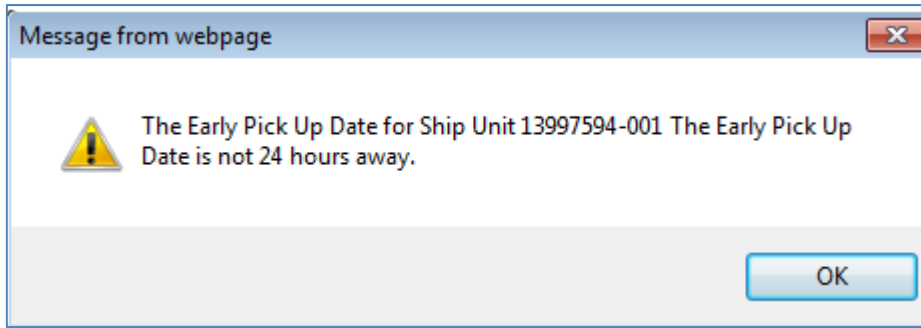 Message from webpage
The Early Pick Up Date for Ship Unit 13997594-001 The Early Pick Up
Date is not 24 hours away.
OK